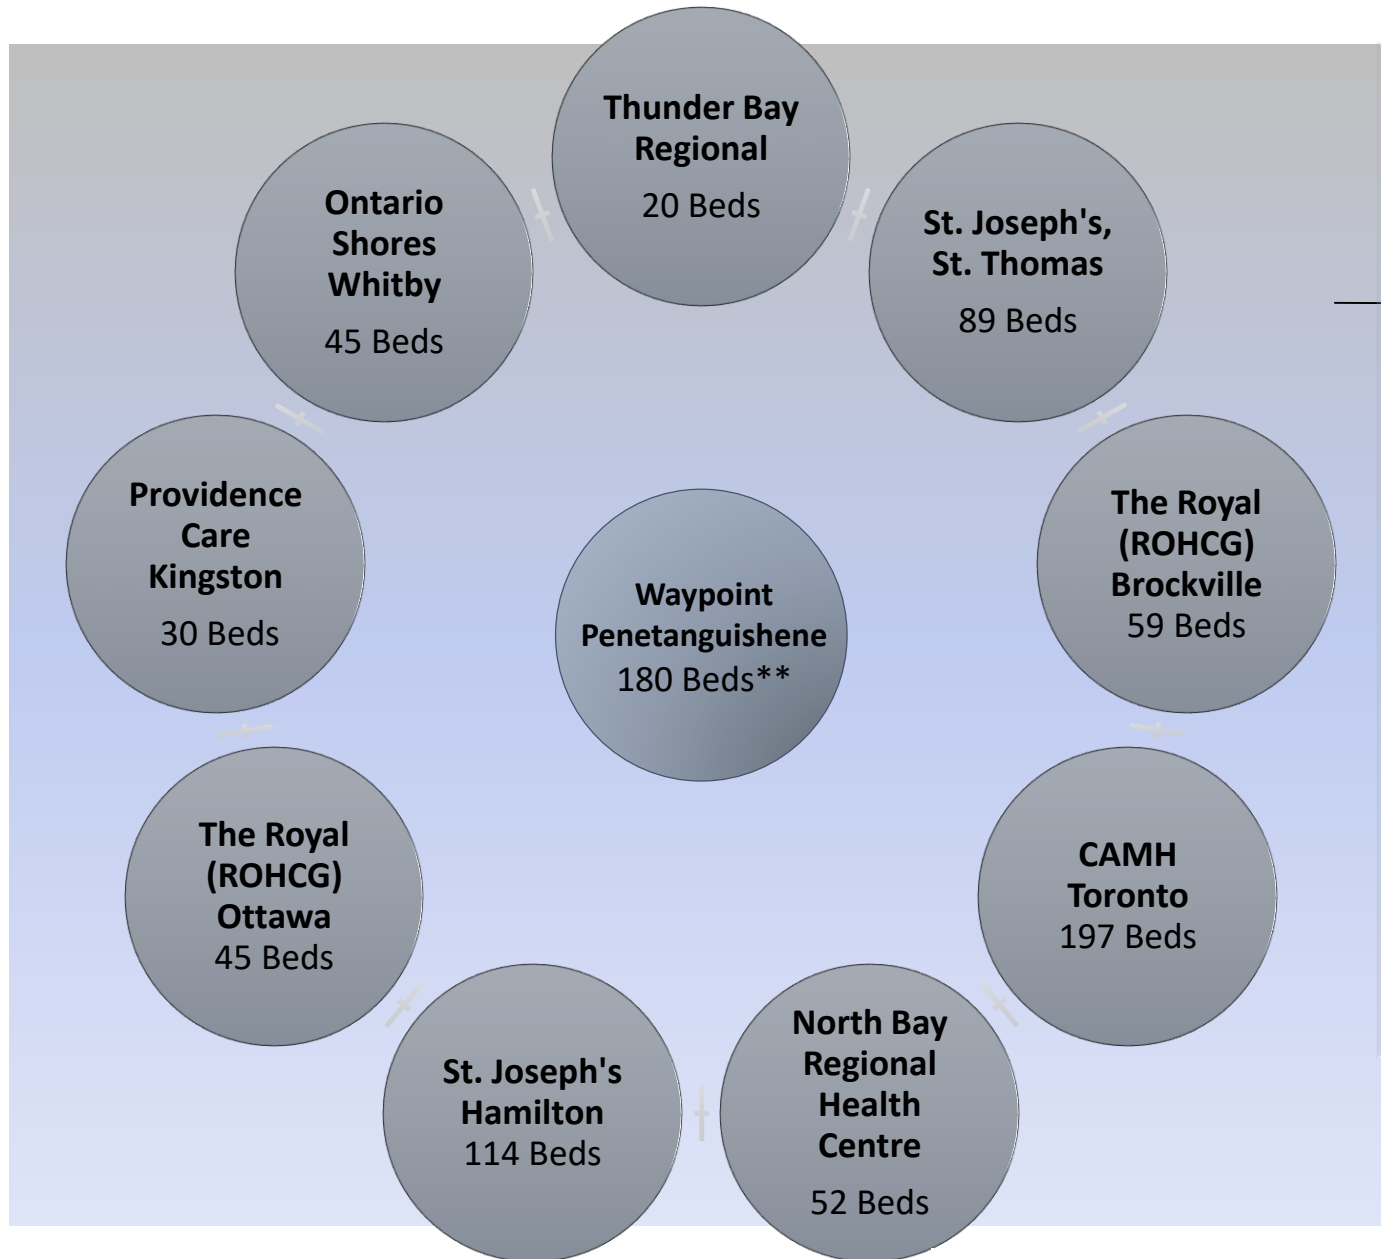 Thunder Bay
Regional
20 Beds
St. Joseph's,
St. Thomas
89 Beds
The Royal
(ROHCG)
Brockville
59 Beds
CAMH
Toronto
197 Beds
North Bay
Regional
Health
Centre
52 Beds
St. Joseph's
Hamilton
114 Beds
The Royal
(ROHCG)
Ottawa
45 Beds
Providence
Care
Kingston
30 Beds
Ontario
Shores
Whitby
45 Beds
Waypoint
Penetanguishene
180 Beds**